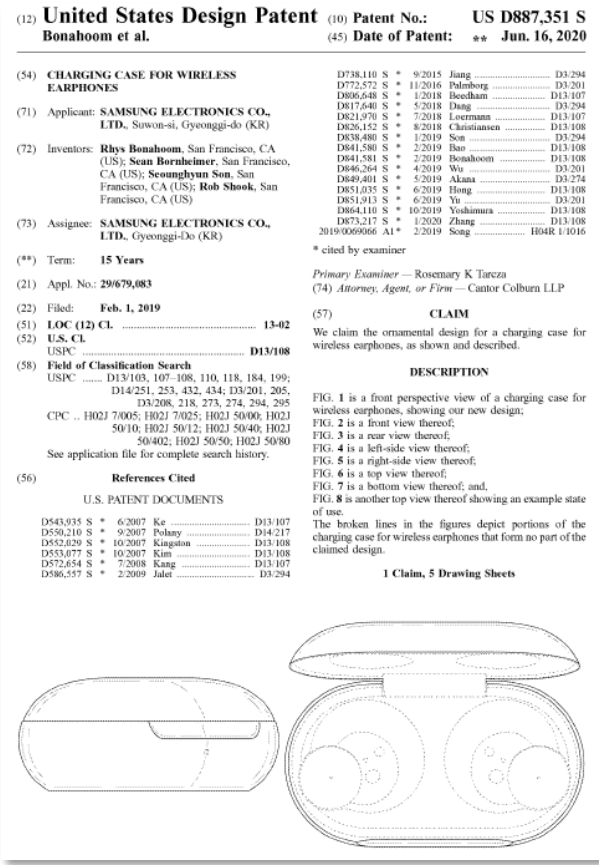 (12) United States Design Patent
Bonahoom et al.
(10) Patent No.: US D887,351 S
(45) Date of Patent: ** Jun. 16, 2020
(54) CHARGING CASE FOR WIRELESS
EARPHONES
(71) Applicant: SAMSUNG ELECTRONICS CO.,
LTD., Suwon-si, Gyeonggi-do (KR)
(72) Inventors: Rhys Bonahoom, San Francisco, CA
(US); Sean Bornheimer, San Francisco,
CA (US); Seounghyun Son, San
Francisco, CA (US); Rob Shook, San
Francisco, CA (US)
(73) Assignee: SAMSUNG ELECTRONICS CO.,
LTD., Gyeonggi-Do (KR)
(**) Term: 15 Years
(21) Appl. No.: 29/679,083
(22) Filed: Feb. 1, 2019
(51) LOC (12) Cl. ................................................ 13-02
(52) U.S. Cl.
USPC .......................................................... D13/108
(58) Field of Classification Search
USPC ....... D13/103, 107–108, 110, 118, 184, 199;
D14/251, 253, 432, 434; D3/201, 205,
D3/208, 218, 273, 274, 294, 295
CPC .. H02J 7/005; H02J 7/025; H02J 50/00; H02J
50/10; H02J 50/12; H02J 50/40; H02J
50/402; H02J 50/50; H02J 50/80
See application file for complete search history.
(56) References Cited
U.S. PATENT DOCUMENTS
D543,935 S * 6/2007 Ke ............................ D13/107
D550,210 S * 9/2007 Polany ..................... D14/217
D552,029 S * 10/2007 Kingston ................. D13/108
D553,077 S * 10/2007 Kim ......................... D13/108
D572,654 S * 7/2008 Kang ........................ D13/107
D586,557 S * 2/2009 Jalet .......................... D3/294
D738,110 S * 9/2015 Jiang ......................... D3/294
D772,572 S * 11/2016 Palmborg ................. D3/201
D806,648 S * 1/2018 Beedham ................ D13/107
D817,640 S * 5/2018 Dang ......................... D3/294
D821,970 S * 7/2018 Loermann ............... D13/107
D826,152 S * 8/2018 Christiansen ............ D13/108
D838,480 S * 1/2019 Son ........................... D3/294
D841,580 S * 2/2019 Bao .......................... D13/108
D841,581 S * 2/2019 Bonahoom .............. D13/108
D846,264 S * 4/2019 Wu ............................ D3/201
D849,401 S * 5/2019 Akana ....................... D3/274
D851,035 S * 6/2019 Hong ....................... D13/108
D851,913 S * 6/2019 Yu ............................. D3/201
D864,110 S * 10/2019 Yoshimura .............. D13/108
D873,217 S * 1/2020 Zhang ...................... D13/108
2019/0069066 A1* 2/2019 Song .................. H04R 1/1016
* cited by examiner
Primary Examiner — Rosemary K Tarcza
(74) Attorney, Agent, or Firm — Cantor Colburn LLP
(57) CLAIM
We claim the ornamental design for a charging case for
wireless earphones, as shown and described.
DESCRIPTION
FIG. 1 is a front perspective view of a charging case for
wireless earphones, showing our new design;
FIG. 2 is a front view thereof;
FIG. 3 is a rear view thereof;
FIG. 4 is a left-side view thereof;
FIG. 5 is a right-side view thereof;
FIG. 6 is a top view thereof;
FIG. 7 is a bottom view thereof; and,
FIG. 8 is another top view thereof showing an example state
of use.
The broken lines in the figures depict portions of the
charging case for wireless earphones that form no part of the
claimed design.
1 Claim, 5 Drawing Sheets